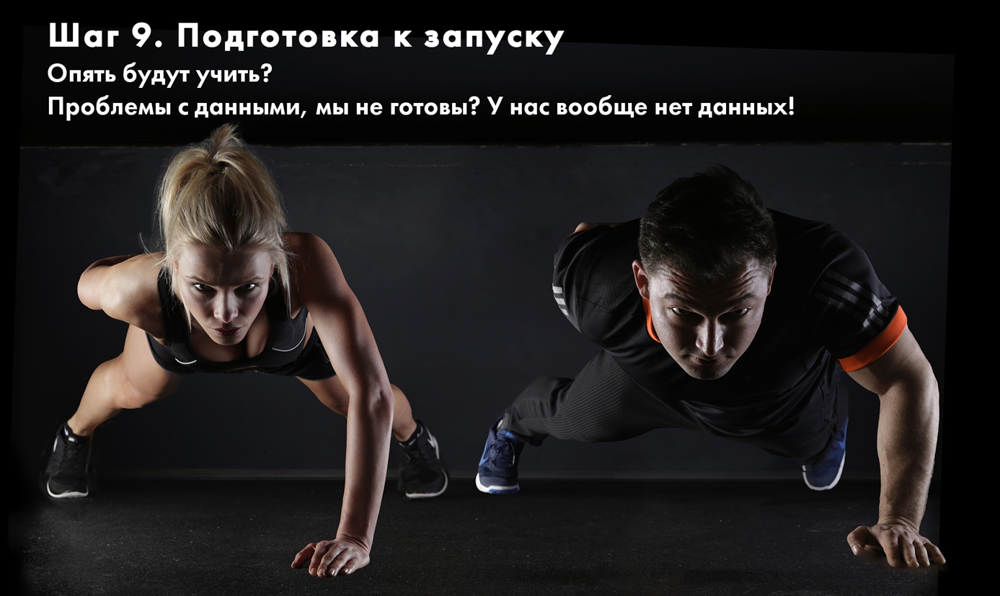 Шаг 9. Подготовка к запуску
Опять будут учить?
Проблемы с данными, мы не готовы? У нас вообще нет данных!